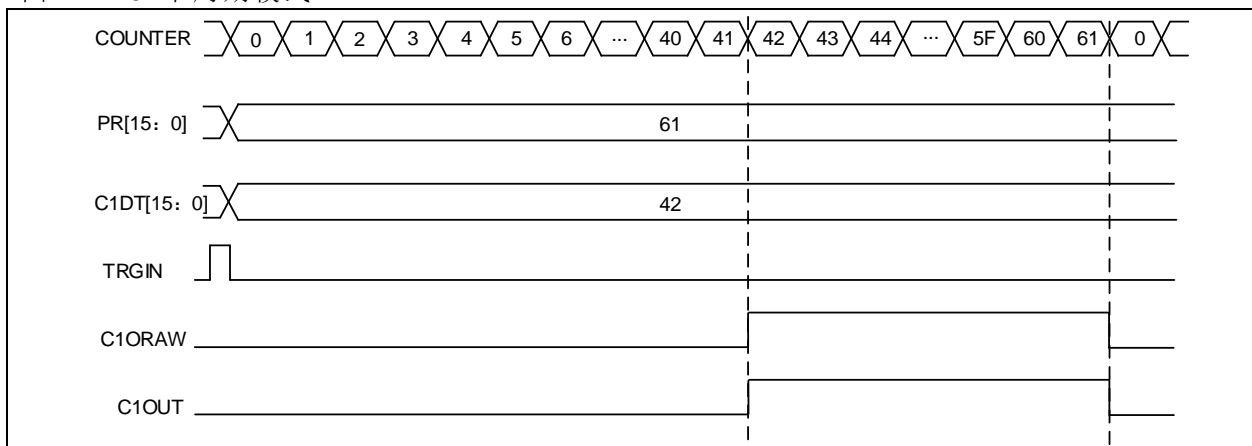 COUNTER 0 1 2 3 4 5 6 ... 40 41 42 43 44 ... 5F 60 61 0
PR[15：0] 61
C1DT[15：0] 42
TRGIN
C1ORAW
C1OUT